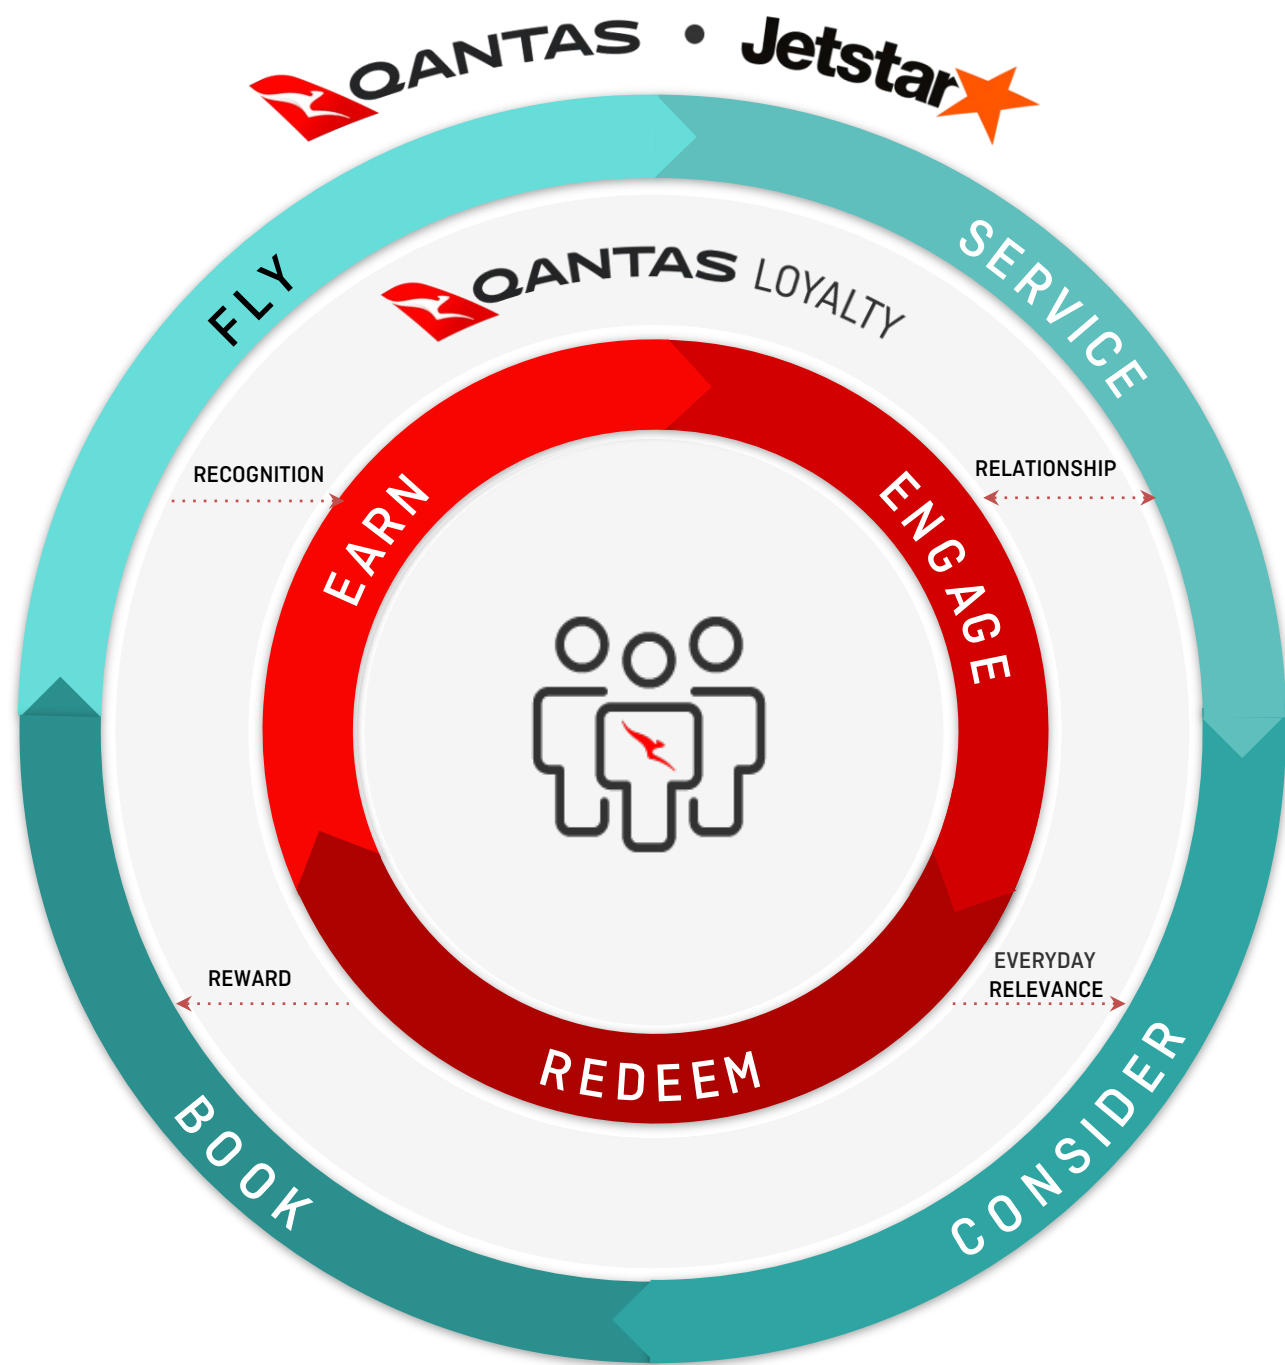 QANTAS • Jetstar
FLY
SERVICE
QANTAS LOYALTY
RECOGNITION
RELATIONSHIP
EARN
ENGAGE
REWARD
EVERYDAY
RELEVANCE
REDEEM
BOOK
CONSIDER